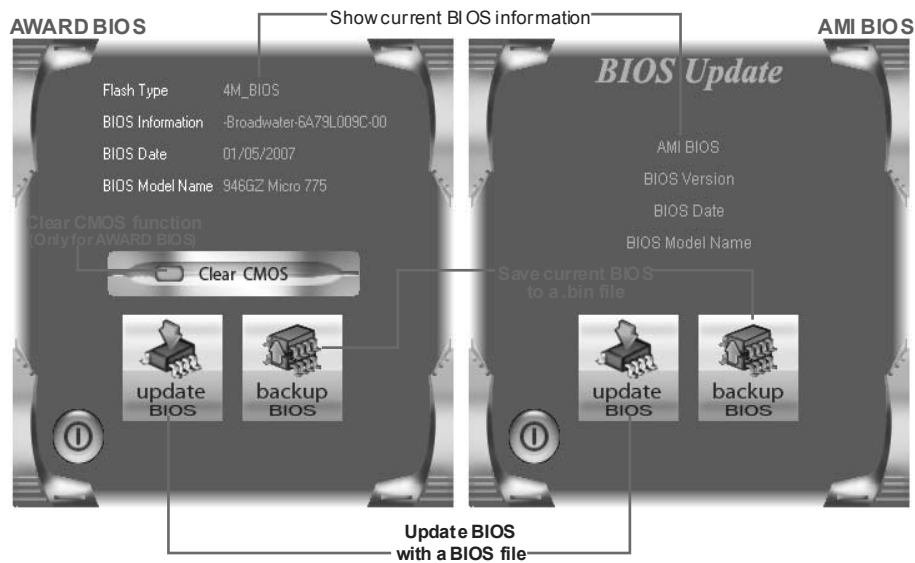 Show current BIOS information
AWARD BIOS
AMI BIOS
Flash Type 4M_BIOS
BIOS Information -Broadwater-6A79L009C-00
BIOS Date 01/05/2007
BIOS Model Name 946GZ Micro 775
Clear CMOS function
(Only for AWARD BIOS)
Clear CMOS
update
BIOS
backup
BIOS
BIOS Update
AMI BIOS
BIOS Version
BIOS Date
BIOS Model Name
Save current BIOS
to a .bin file
update
BIOS
backup
BIOS
Update BIOS
with a BIOS file